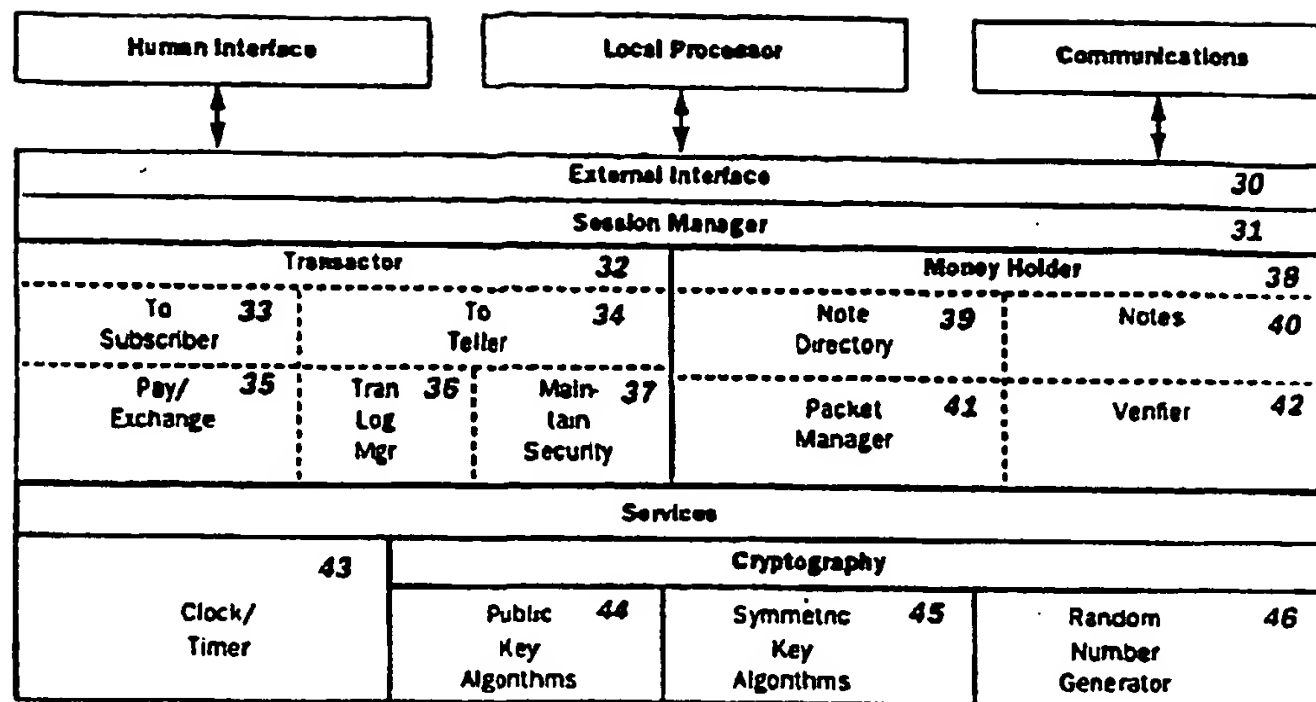 Human Interface
Local Processor
Communications
External Interface 30
Session Manager 31
Transactor 32
Money Holder 38
To 33
Subscriber
To 34
Teller
Note 39
Directory
Notes 40
Pay/ 35
Exchange
Tran 36
Log
Mgr
Main- 37
tain
Security
Packet 41
Manager
Verifier 42
Services
43
Clock/
Timer
Cryptography
Public 44
Key
Algorithms
Symmetric 45
Key
Algorithms
Random 46
Number
Generator